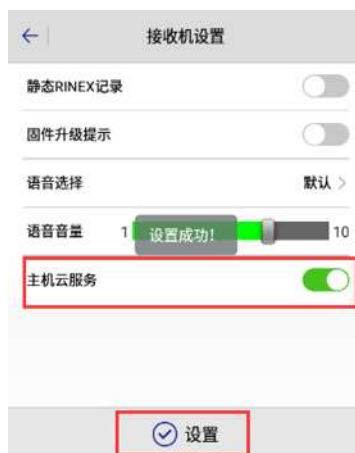 接收机设置
静态RINEX记录
固件升级提示
语音选择 默认 >
语音音量 1 设置成功! 10
主机云服务
设置